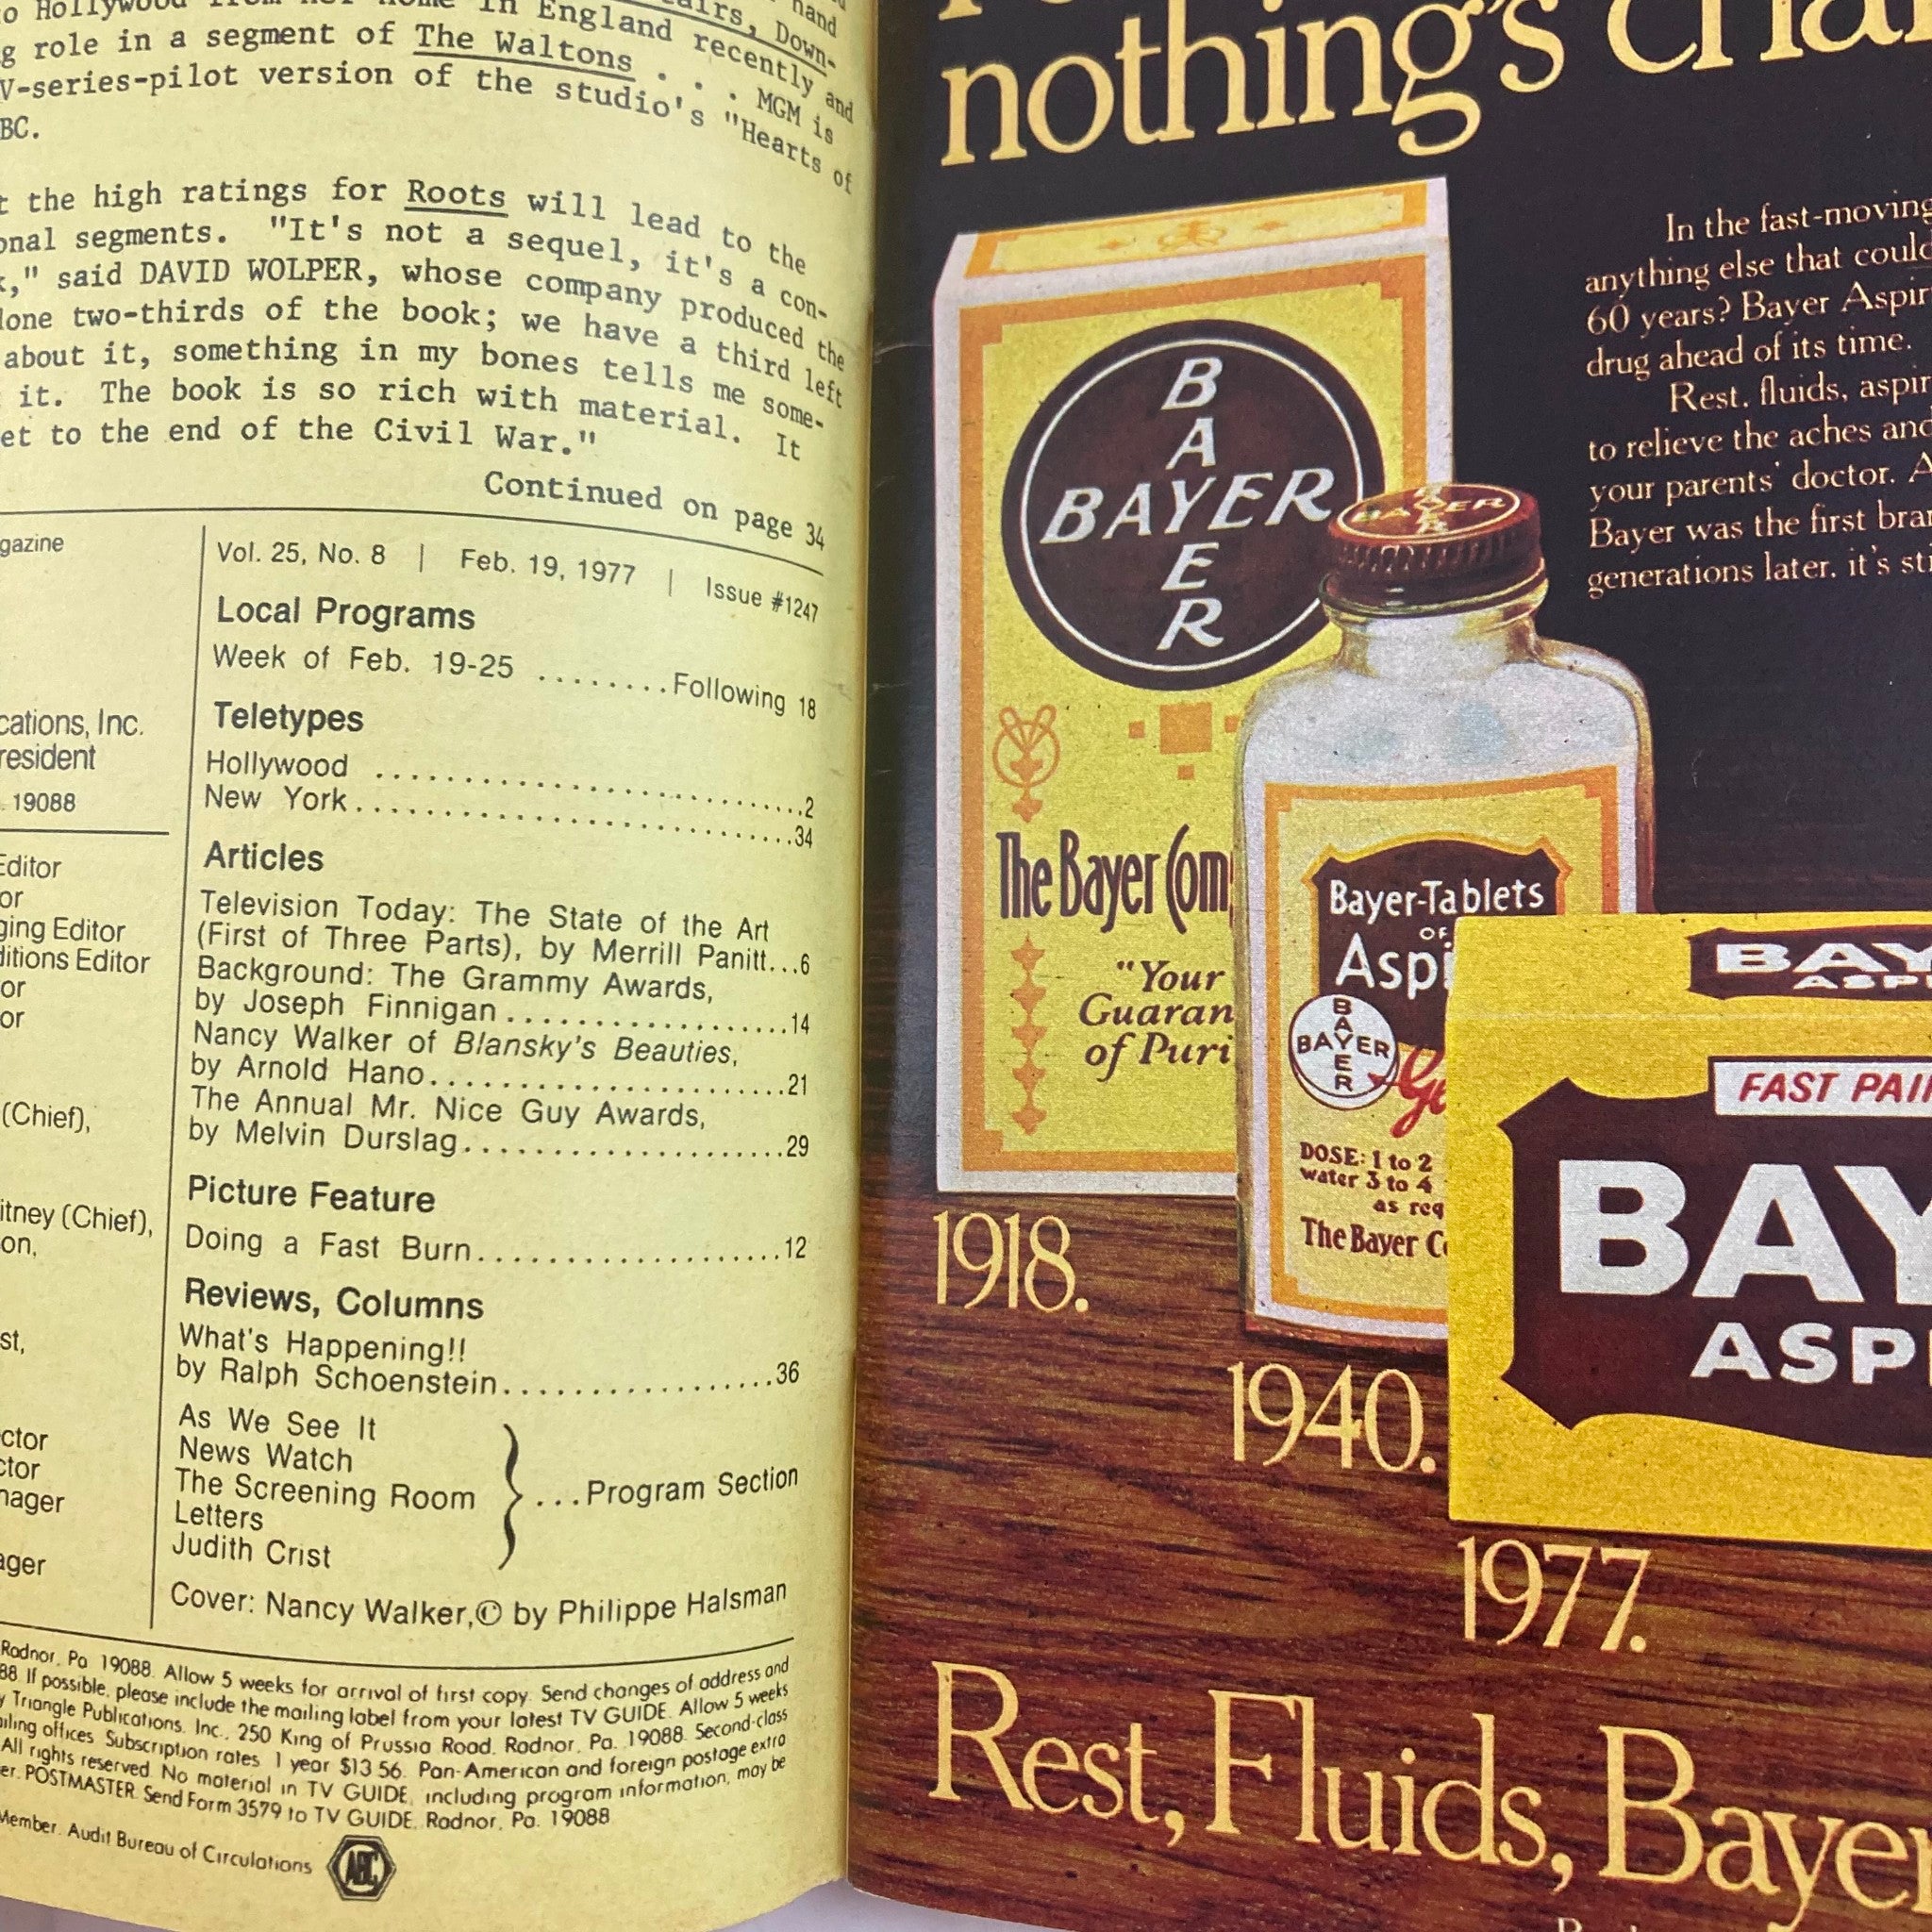 to Hollywood from her home in England recently and
g role in a segment of The Waltons . . . MGM is
V-series-pilot version of the studio's "Hearts of
BC.
t the high ratings for Roots will lead to the
onal segments. "It's not a sequel, it's a con-
," said DAVID WOLPER, whose company produced the
done two-thirds of the book; we have a third left
about it, something in my bones tells me some-
it. The book is so rich with material. It
et to the end of the Civil War."
Continued on page 34
gazine
cations, Inc.
resident
19088
Editor
or
ging Editor
ditions Editor
or
or
(Chief),
itney (Chief),
on,
st,
ctor
ctor
nager
ager
Vol. 25, No. 8 | Feb. 19, 1977 | Issue #1247
Local Programs
Week of Feb. 19-25 ........Following 18
Teletypes
Hollywood ..............................2
New York..............................34
Articles
Television Today: The State of the Art
(First of Three Parts), by Merrill Panitt...6
Background: The Grammy Awards,
by Joseph Finnigan..................14
Nancy Walker of Blansky's Beauties,
by Arnold Hano.......................21
The Annual Mr. Nice Guy Awards,
by Melvin Durslag.....................29
Picture Feature
Doing a Fast Burn....................12
Reviews, Columns
What's Happening!!
by Ralph Schoenstein..................36
As We See It
News Watch
The Screening Room
Letters
Judith Crist
...Program Section
Cover: Nancy Walker,© by Philippe Halsman
Radnor, Pa. 19088. Allow 5 weeks for arrival of first copy. Send changes of address and
88. If possible, please include the mailing label from your latest TV GUIDE. Allow 5 weeks
y Triangle Publications, Inc., 250 King of Prussia Road, Radnor, Pa. 19088. Second-class
ailing offices. Subscription rates 1 year $13.56. Pan-American and foreign postage extra
All rights reserved. No material in TV GUIDE, including program information, may be
er. POSTMASTER: Send Form 3579 to TV GUIDE, Radnor, Pa. 19088
Member, Audit Bureau of Circulations
ABC
nothing's cha
In the fast-moving
anything else that could
60 years? Bayer Aspir
drug ahead of its time.
Rest, fluids, aspir
to relieve the aches and
your parents' doctor. A
Bayer was the first bran
generations later, it's sti
BAYER
BAYER
BAYER
BAYER
The Bayer Com
"Your
Guaran
of Puri
Bayer-Tablets
OF
Aspi
BAYER
BAYER
DOSE: 1 to 2
water 3 to 4
as req
The Bayer Co
BAY
ASP
FAST PAI
BAY
ASP
1918.
1940.
1977.
Rest, Fluids, Bayer